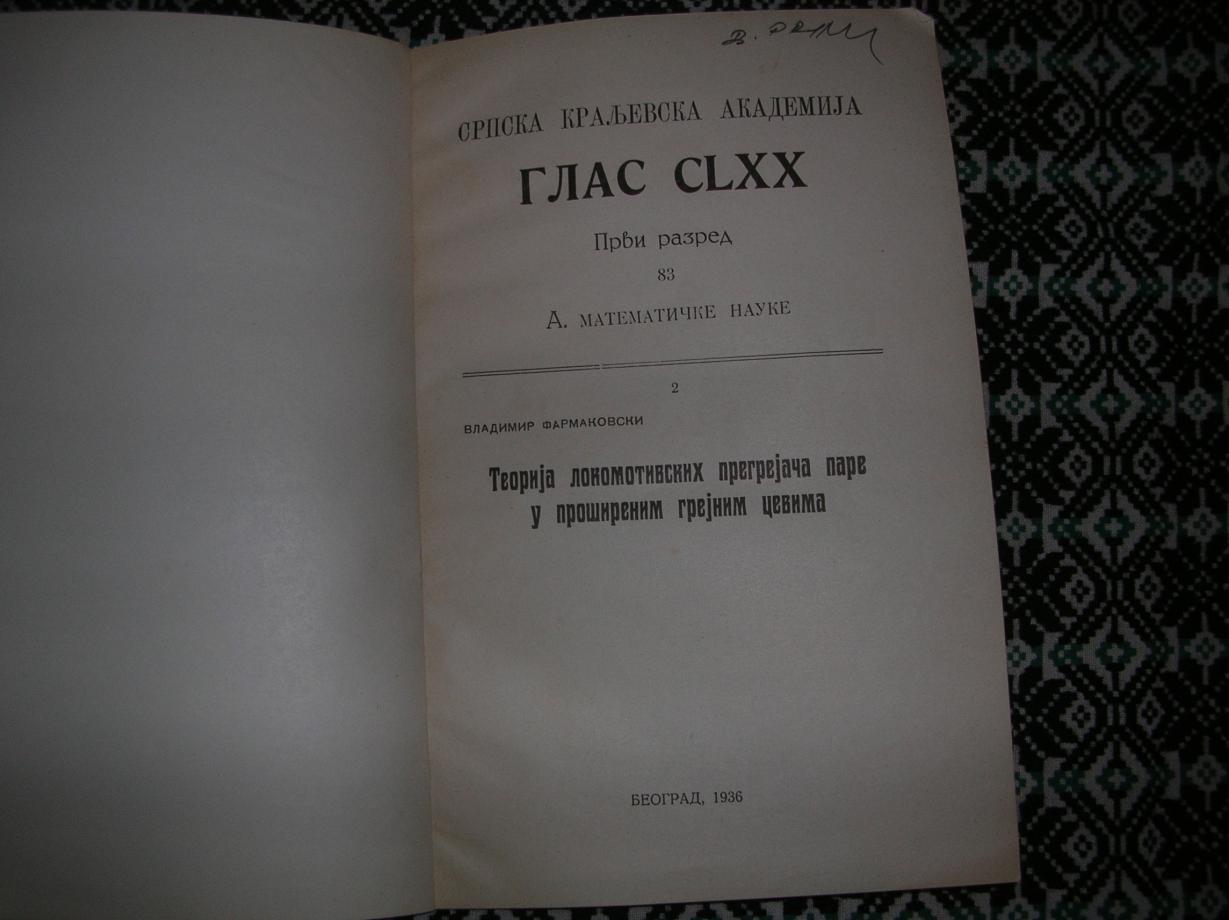 СРПСКА КРАЉЕВСКА АКАДЕМИЈА
ГЛАС CLXX
Први разред
83
А. МАТЕМАТИЧКЕ НАУКЕ
2
ВЛАДИМИР ФАРМАКОВСКИ
Теорија локомотивских прегрејача паре
у проширеним грејним цевима
БЕОГРАД, 1936